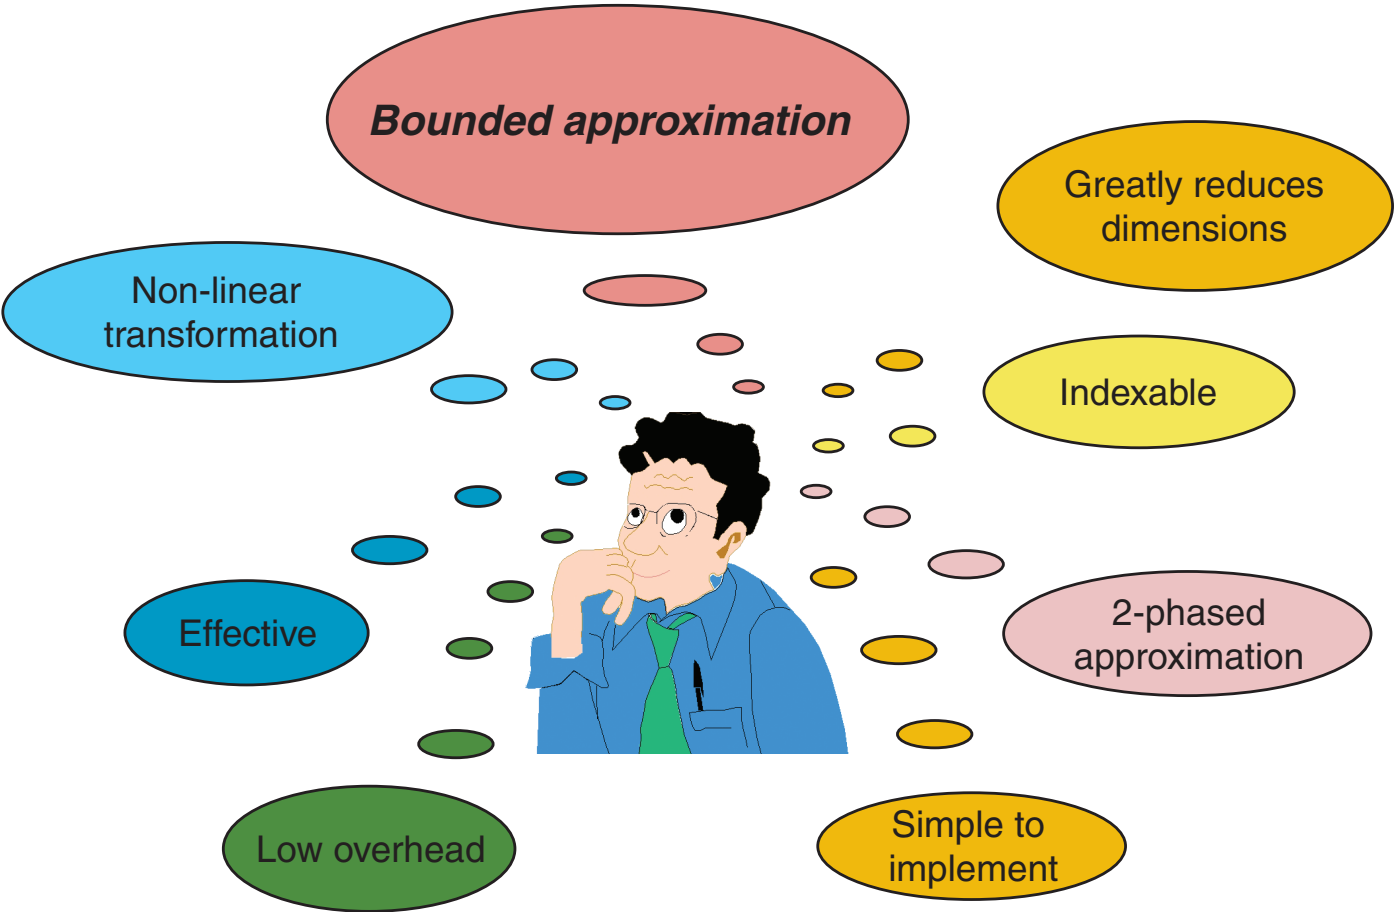 Bounded approximation
Greatly reduces
dimensions
Non-linear
transformation
Indexable
Effective
2-phased
approximation
Low overhead
Simple to
implement